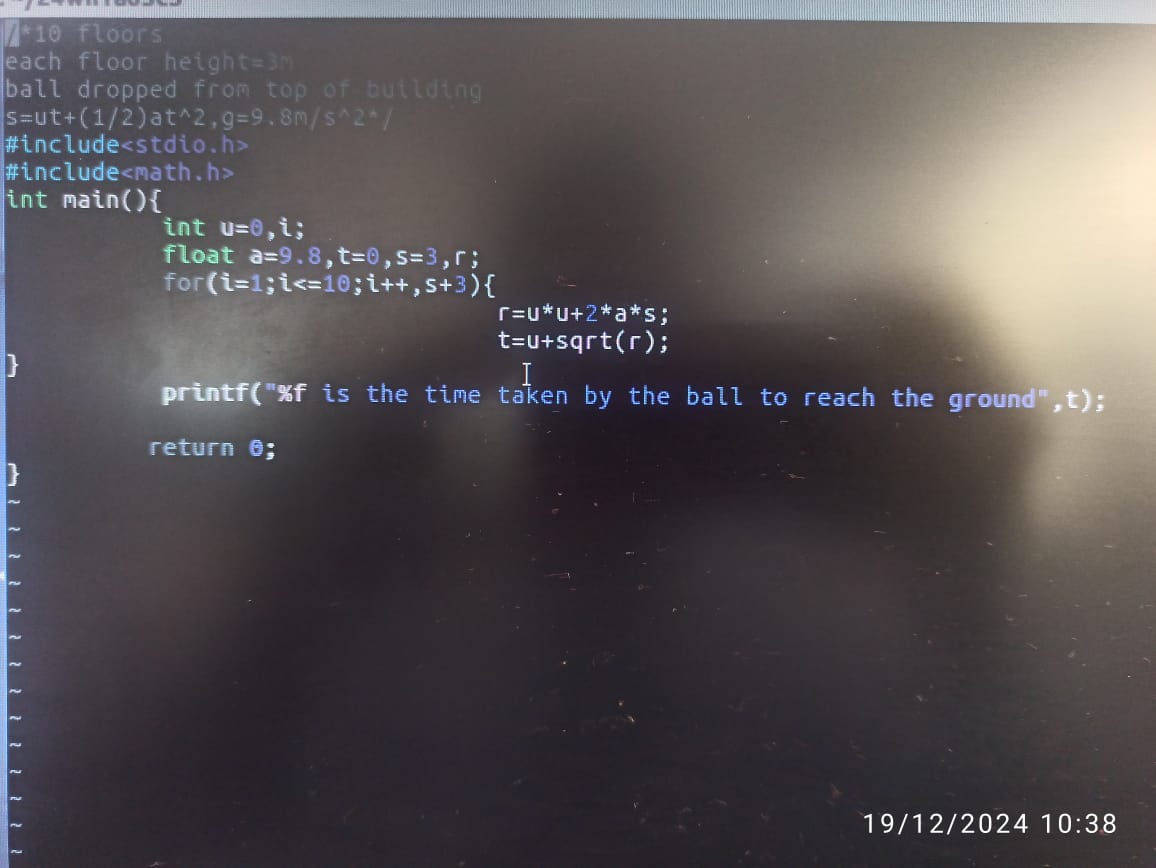 /*10 floors
each floor height=3m
ball dropped from top of building
s=ut+(1/2)at^2,g=9.8m/s^2*/
#include<stdio.h>
#include<math.h>
int main(){
int u=0,i;
float a=9.8,t=0,s=3,r;
for(i=1;i<=10;i++,s+3){
r=u*u+2*a*s;
t=u+sqrt(r);
}
printf("%f is the time taken by the ball to reach the ground",t);
return 0;
}
~
~
~
~
~
~
~
~
~
~
~
~
~
~
19/12/2024 10:38